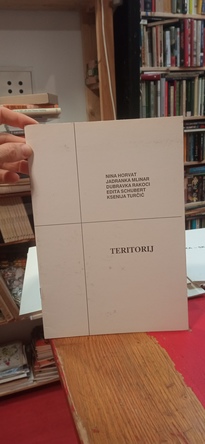 NINA HORVAT
JADRANKA MLINAR
DUBRAVKA RAKOCI
EDITA SCHUBERT
KSENIJA TURČIĆ
TERITORIJ